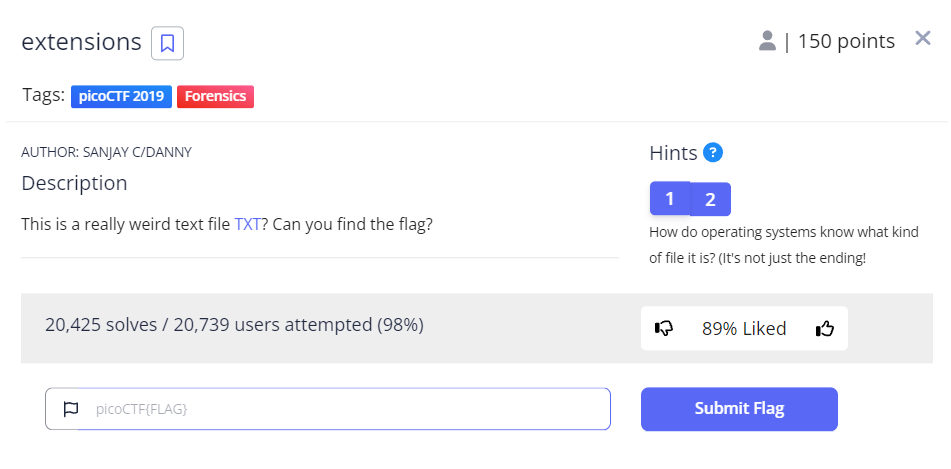 extensions
| 150 points
Tags: picoCTF 2019 Forensics
AUTHOR: SANJAY C/DANNY
Description
This is a really weird text file TXT? Can you find the flag?
Hints ?
1 2
How do operating systems know what kind
of file it is? (It's not just the ending!
20,425 solves / 20,739 users attempted (98%)
89% Liked
picoCTF{FLAG}
Submit Flag